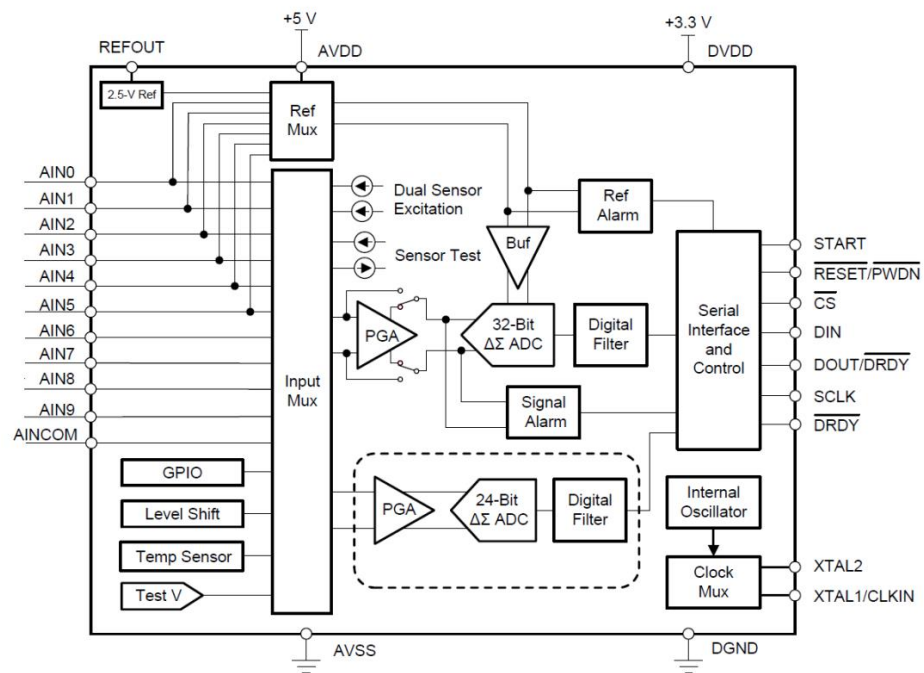 +5 V
+3.3 V
REFOUT
AVDD
DVDD
2.5-V Ref
Ref
Mux
AIN0
AIN1
AIN2
AIN3
AIN4
AIN5
AIN6
AIN7
AIN8
AIN9
AINCOM
Dual Sensor
Excitation
Sensor Test
Ref
Alarm
Buf
PGA
32-Bit
ΔΣ ADC
Digital
Filter
Serial
Interface
and
Control
Input
Mux
Signal
Alarm
START
RESET/PWDN
CS
DIN
DOUT/DRDY
SCLK
DRDY
GPIO
Level Shift
Temp Sensor
Test V
PGA
24-Bit
ΔΣ ADC
Digital
Filter
Internal
Oscillator
Clock
Mux
XTAL2
XTAL1/CLKIN
AVSS
DGND